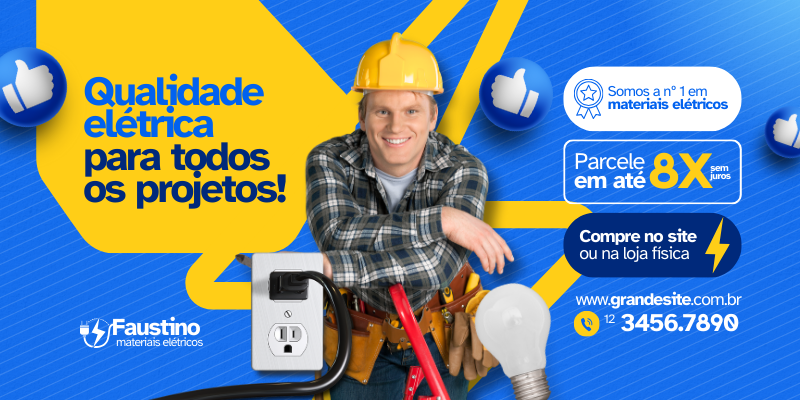 Qualidade
elétrica
para todos
os projetos!
Faustino
materiais elétricos
Somos a n° 1 em
materiais elétricos
Parcele
em até 8X sem
juros
Compre no site
ou na loja física
www.grandesite.com.br
12 3456.7890